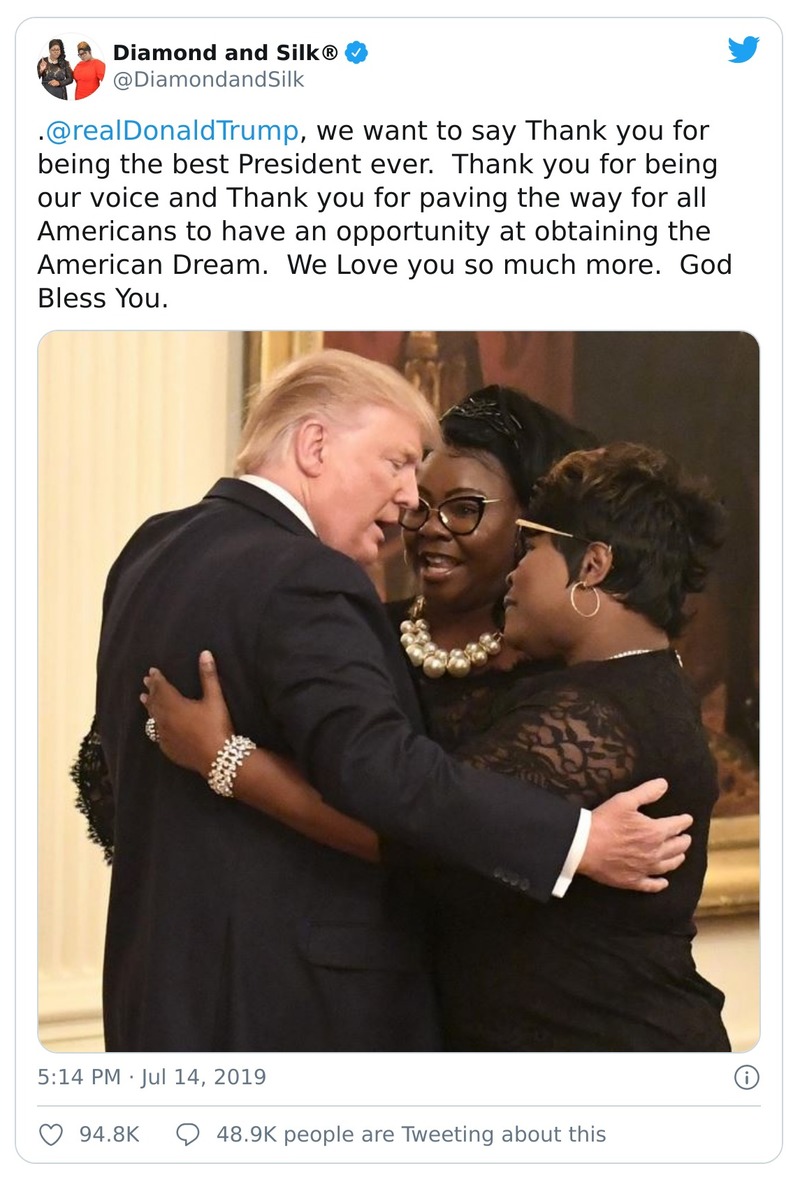 Diamond and Silk®
@DiamondandSilk
.@realDonaldTrump, we want to say Thank you for
being the best President ever.  Thank you for being
our voice and Thank you for paving the way for all
Americans to have an opportunity at obtaining the
American Dream.  We Love you so much more.  God
Bless You.
5:14 PM · Jul 14, 2019
94.8K 48.9K people are Tweeting about this